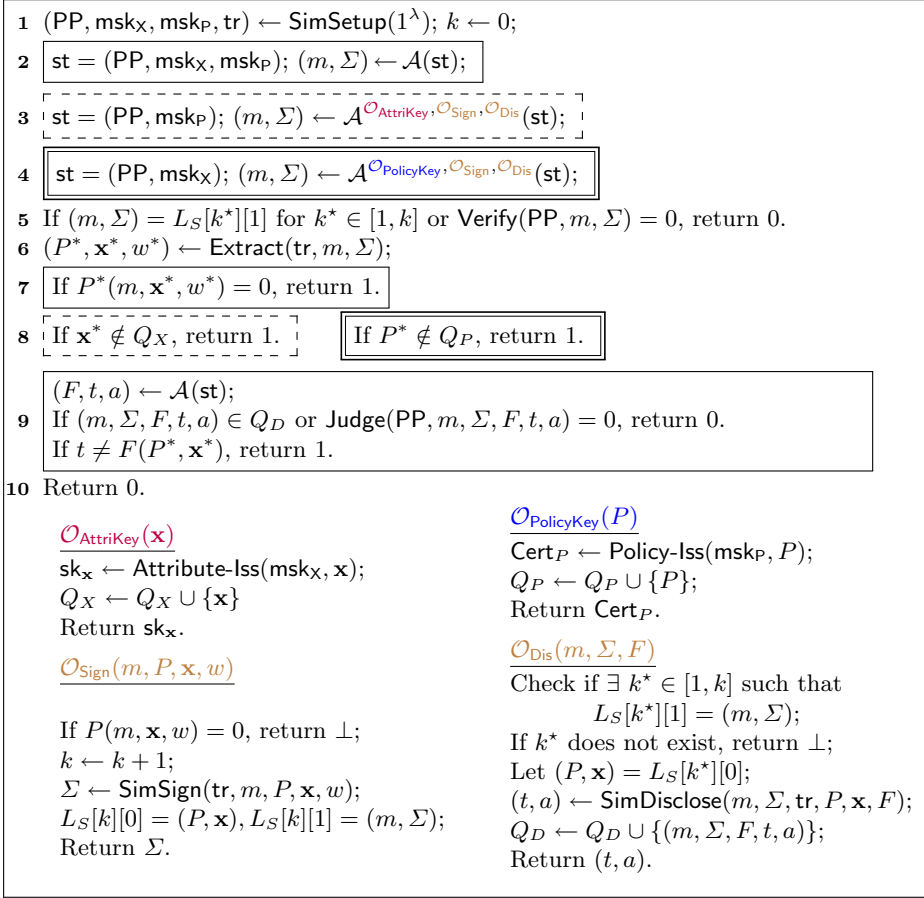 1 (PP, msk_X, msk_P, tr) ← SimSetup(1^λ); k ← 0;
2 st = (PP, msk_X, msk_P); (m, Σ) ← 𝒜(st);
3 st = (PP, msk_P); (m, Σ) ← 𝒜^{𝒪_AttriKey, 𝒪_Sign, 𝒪_Dis}(st);
4 st = (PP, msk_X); (m, Σ) ← 𝒜^{𝒪_PolicyKey, 𝒪_Sign, 𝒪_Dis}(st);
5 If (m, Σ) = L_S[k⋆][1] for k⋆ ∈ [1, k] or Verify(PP, m, Σ) = 0, return 0.
6 (P*, x*, w*) ← Extract(tr, m, Σ);
7 If P*(m, x*, w*) = 0, return 1.
8 If x* ∉ Q_X, return 1. If P* ∉ Q_P, return 1.
(F, t, a) ← 𝒜(st);
9 If (m, Σ, F, t, a) ∈ Q_D or Judge(PP, m, Σ, F, t, a) = 0, return 0.
If t ≠ F(P*, x*), return 1.
10 Return 0.
𝒪_AttriKey(x)
sk_x ← Attribute-Iss(msk_X, x);
Q_X ← Q_X ∪ {x}
Return sk_x.
𝒪_Sign(m, P, x, w)
If P(m, x, w) = 0, return ⊥;
k ← k + 1;
Σ ← SimSign(tr, m, P, x, w);
L_S[k][0] = (P, x), L_S[k][1] = (m, Σ);
Return Σ.
𝒪_PolicyKey(P)
Cert_P ← Policy-Iss(msk_P, P);
Q_P ← Q_P ∪ {P};
Return Cert_P.
𝒪_Dis(m, Σ, F)
Check if ∃ k⋆ ∈ [1, k] such that
L_S[k⋆][1] = (m, Σ);
If k⋆ does not exist, return ⊥;
Let (P, x) = L_S[k⋆][0];
(t, a) ← SimDisclose(m, Σ, tr, P, x, F);
Q_D ← Q_D ∪ {(m, Σ, F, t, a)};
Return (t, a).